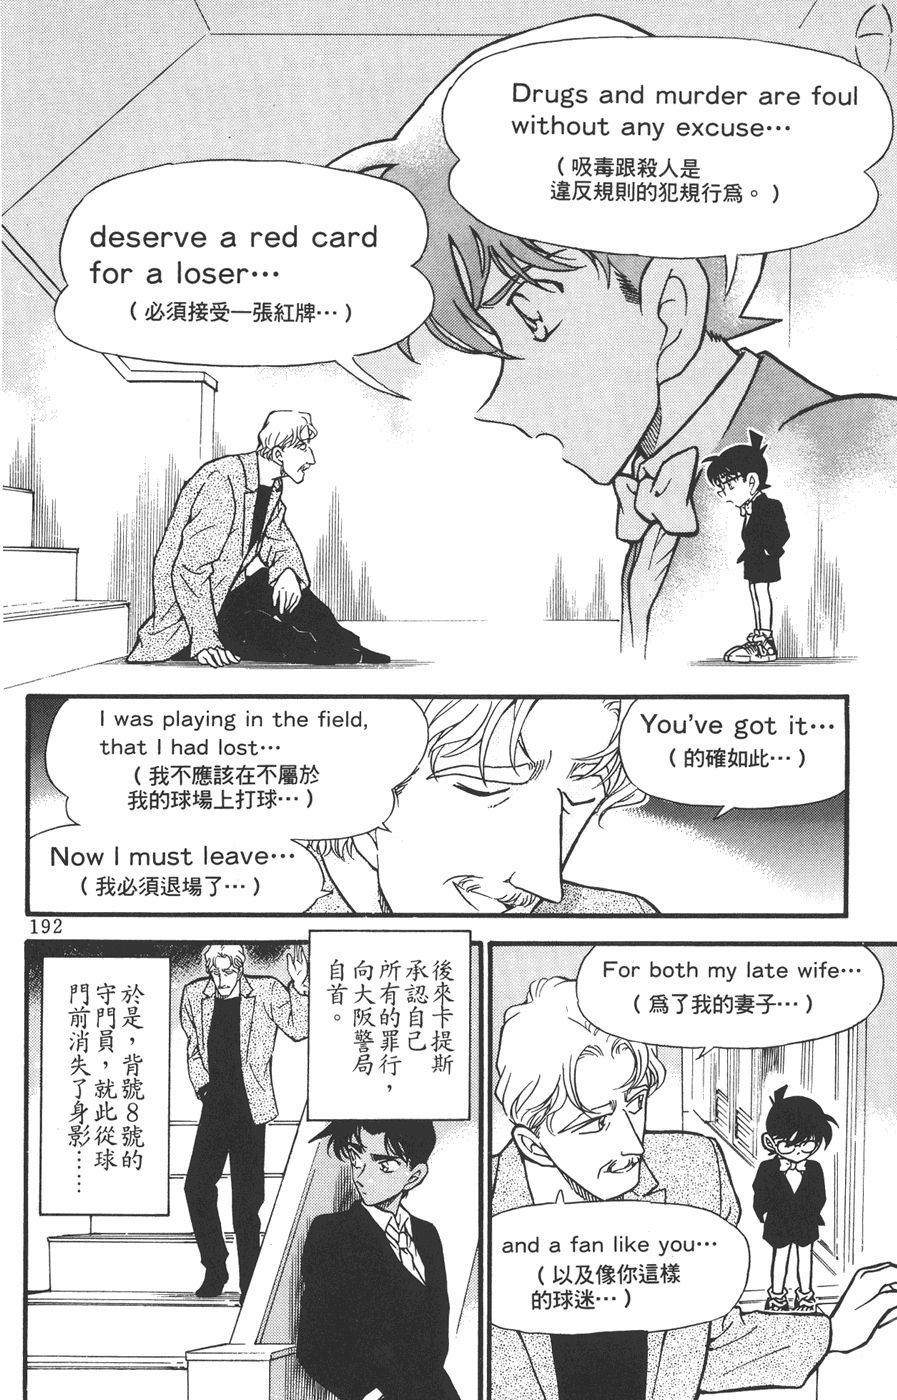 Drugs and murder are foul
without any excuse…
(吸毒跟殺人是
違反規則的犯規行爲。)
deserve a red card
for a loser…
(必須接受一張紅牌…)
You've got it…
(的確如此…)
I was playing in the field,
that I had lost…
(我不應該在不屬於
我的球場上打球…)
Now I must leave…
(我必須退場了…)
192
For both my late wife…
(爲了我的妻子…)
and a fan like you…
(以及像你這樣
的球迷…)
後來卡提斯
承認自己
所有的罪行，
向大阪警局
自首。
於是，背號8號的
守門員，就此從球
門前消失了身影……